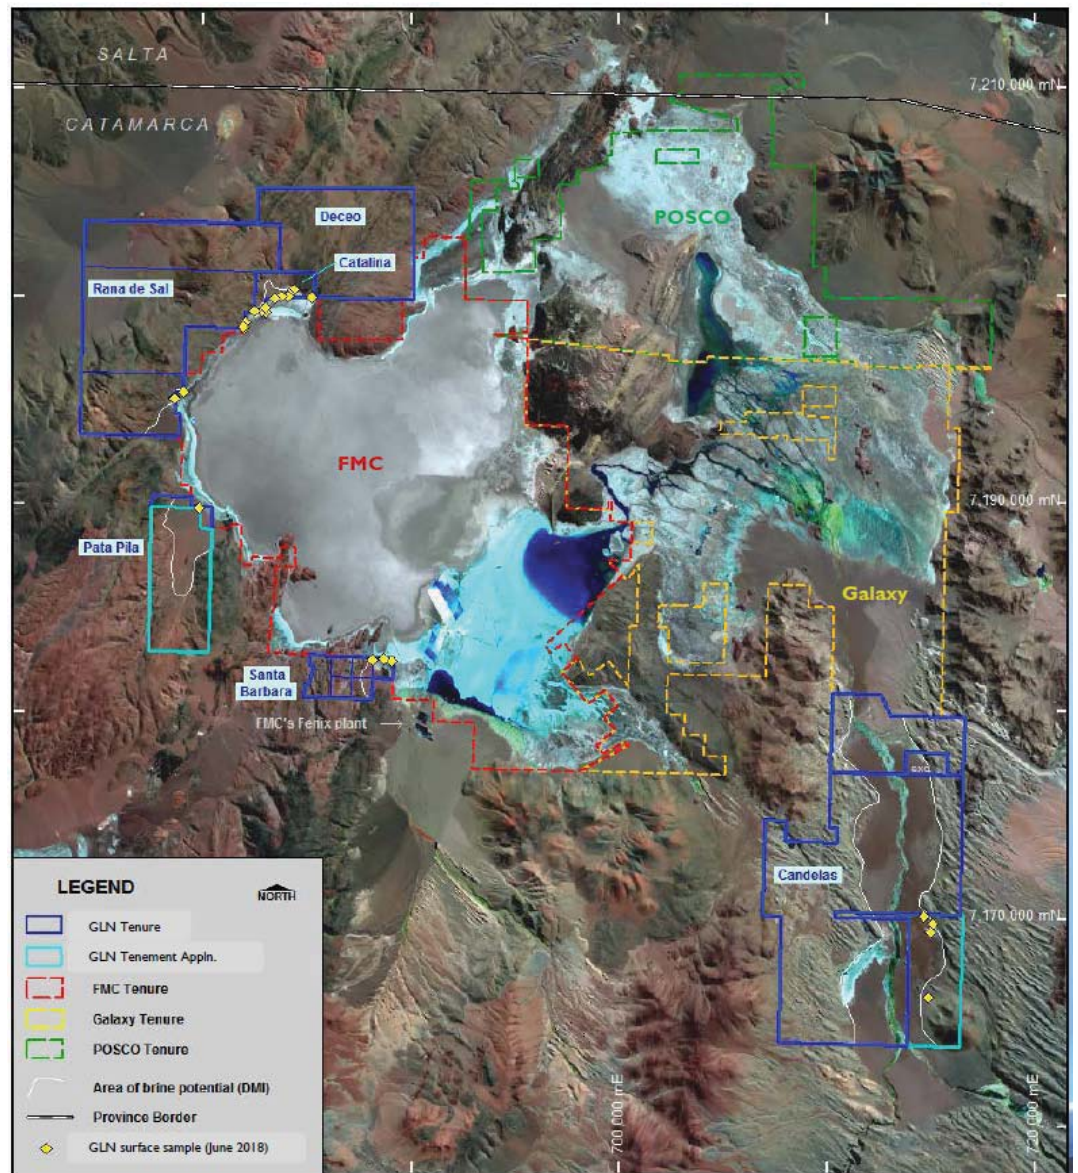 SALTA
7,210,000 mN
CATAMARCA
Deceo
POSCO
Catalina
Rana de Sal
FMC
7,190,000 mN
Pata Pila
Galaxy
Santa
Barbara
FMC's Fenix plant
Candelas
7,170,000 mN
LEGEND
NORTH
GLN Tenure
GLN Tenement Appln.
FMC Tenure
Galaxy Tenure
POSCO Tenure
Area of brine potential (DMI)
Province Border
GLN surface sample (June 2018)
700,000 mE
720,000 mE